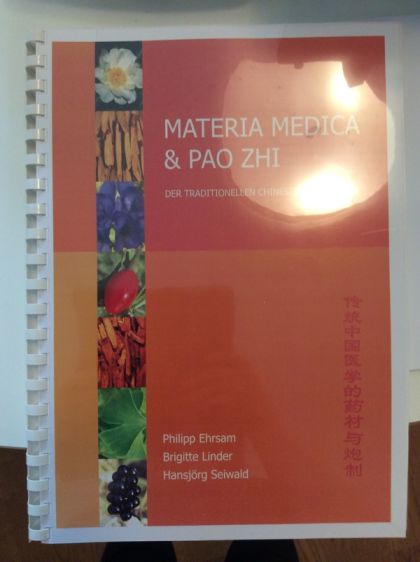 MATERIA MEDICA
& PAO ZHI
DER TRADITIONELLEN
传统中国医学的药材与炮制
Philipp Ehrsam
Brigitte Linder
Hansjörg Seiwald